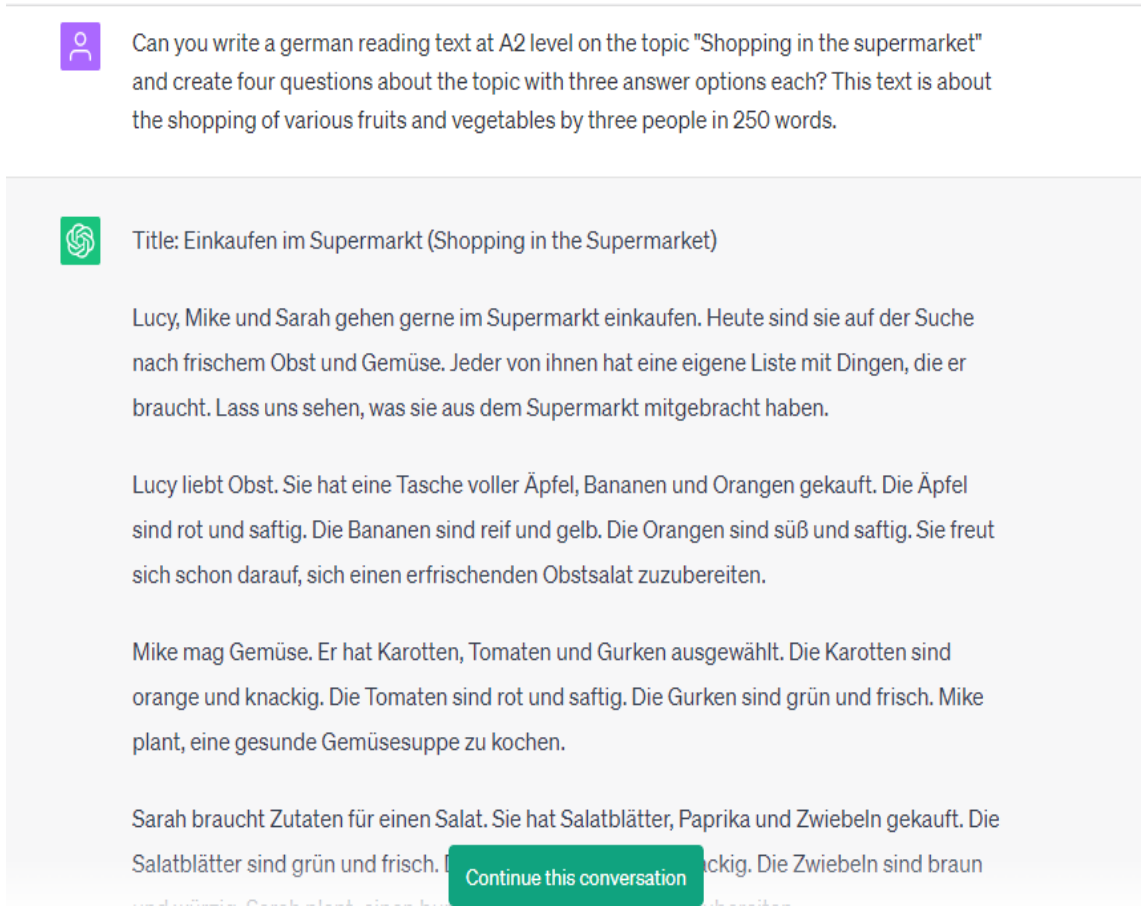 Can you write a german reading text at A2 level on the topic "Shopping in the supermarket"
and create four questions about the topic with three answer options each? This text is about
the shopping of various fruits and vegetables by three people in 250 words.
Title: Einkaufen im Supermarkt (Shopping in the Supermarket)
Lucy, Mike und Sarah gehen gerne im Supermarkt einkaufen. Heute sind sie auf der Suche
nach frischem Obst und Gemüse. Jeder von ihnen hat eine eigene Liste mit Dingen, die er
braucht. Lass uns sehen, was sie aus dem Supermarkt mitgebracht haben.
Lucy liebt Obst. Sie hat eine Tasche voller Äpfel, Bananen und Orangen gekauft. Die Äpfel
sind rot und saftig. Die Bananen sind reif und gelb. Die Orangen sind süß und saftig. Sie freut
sich schon darauf, sich einen erfrischenden Obstsalat zuzubereiten.
Mike mag Gemüse. Er hat Karotten, Tomaten und Gurken ausgewählt. Die Karotten sind
orange und knackig. Die Tomaten sind rot und saftig. Die Gurken sind grün und frisch. Mike
plant, eine gesunde Gemüsesuppe zu kochen.
Sarah braucht Zutaten für einen Salat. Sie hat Salatblätter, Paprika und Zwiebeln gekauft. Die
Salatblätter sind grün und frisch. Die Zwiebeln sind braun
Continue this conversation